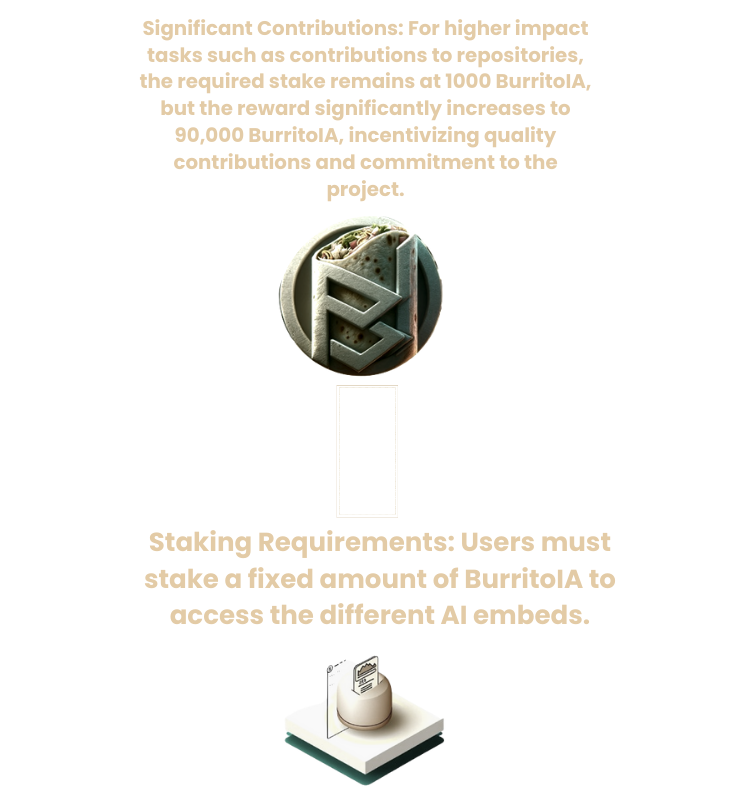 Significant Contributions: For higher impact
tasks such as contributions to repositories,
the required stake remains at 1000 BurritoIA,
but the reward significantly increases to
90,000 BurritoIA, incentivizing quality
contributions and commitment to the
project.
Staking Requirements: Users must
stake a fixed amount of BurritoIA to
access the different AI embeds.